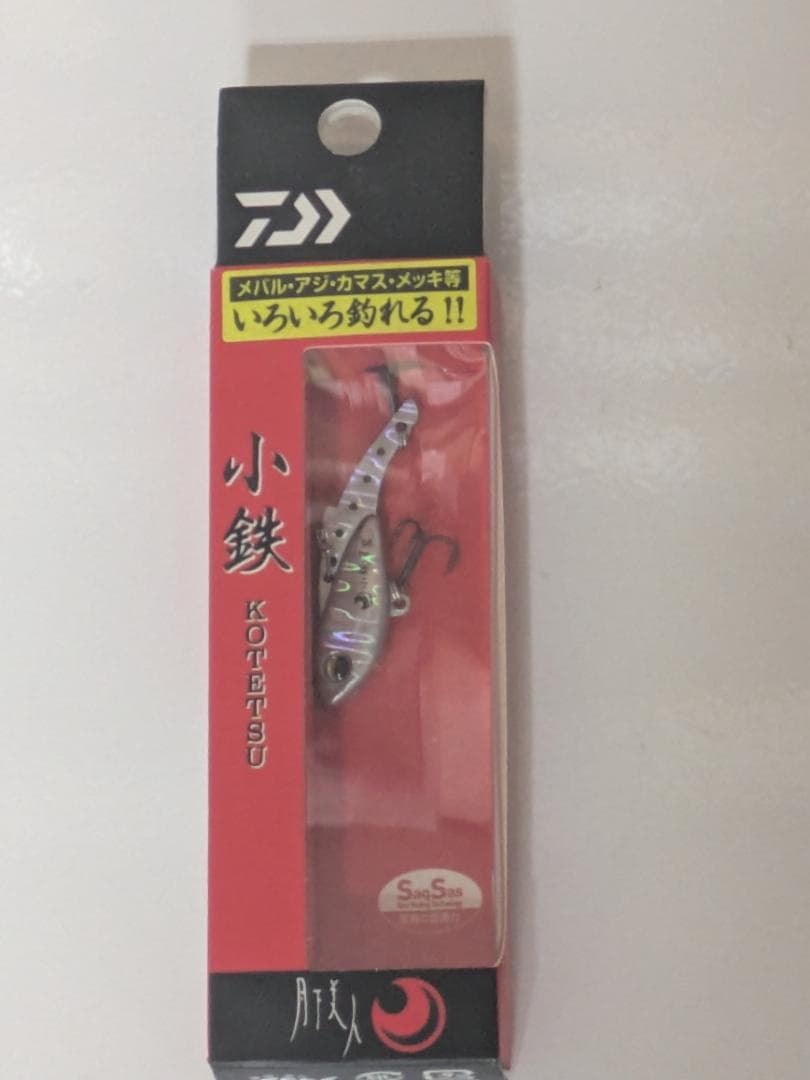 メバル・アジ・カマス・メッキ等
いろいろ釣れる!!
小鉄
KOTETSU
SaqSas
月下美人